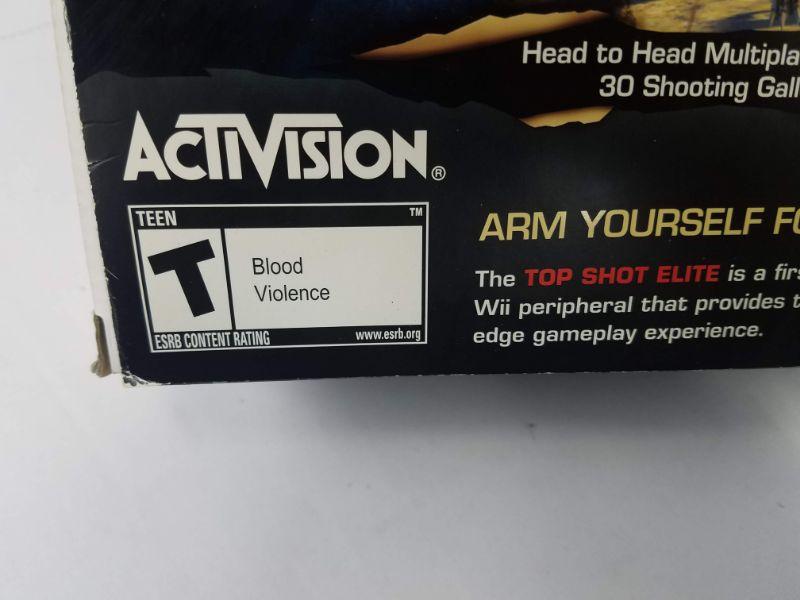 Head to Head Multipla
30 Shooting Gall
ACTIVISION®
TEEN ™
T
Blood
Violence
ESRB CONTENT RATING www.esrb.org
ARM YOURSELF FO
The TOP SHOT ELITE is a firs
Wii peripheral that provides t
edge gameplay experience.